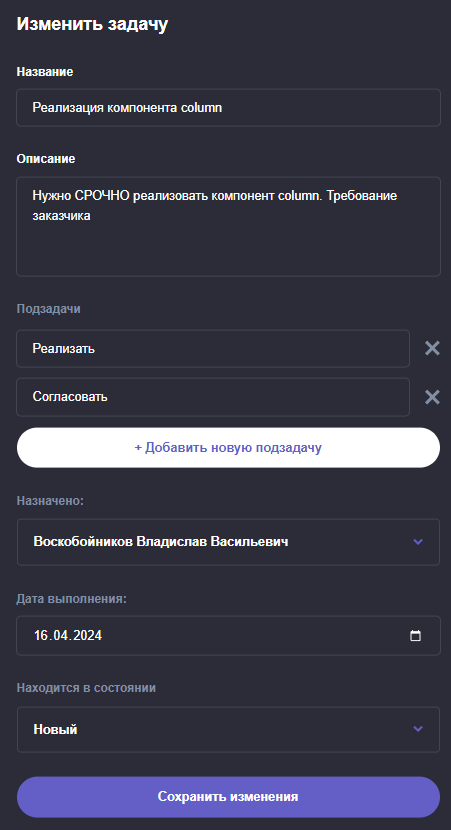 Изменить задачу
Название
Реализация компонента column
Описание
Нужно СРОЧНО реализовать компонент column. Требование
заказчика
Подзадачи
Реализать
Согласовать
+ Добавить новую подзадачу
Назначено:
Воскобойников Владислав Васильевич
Дата выполнения:
16.04.2024
Находится в состоянии
Новый
Сохранить изменения